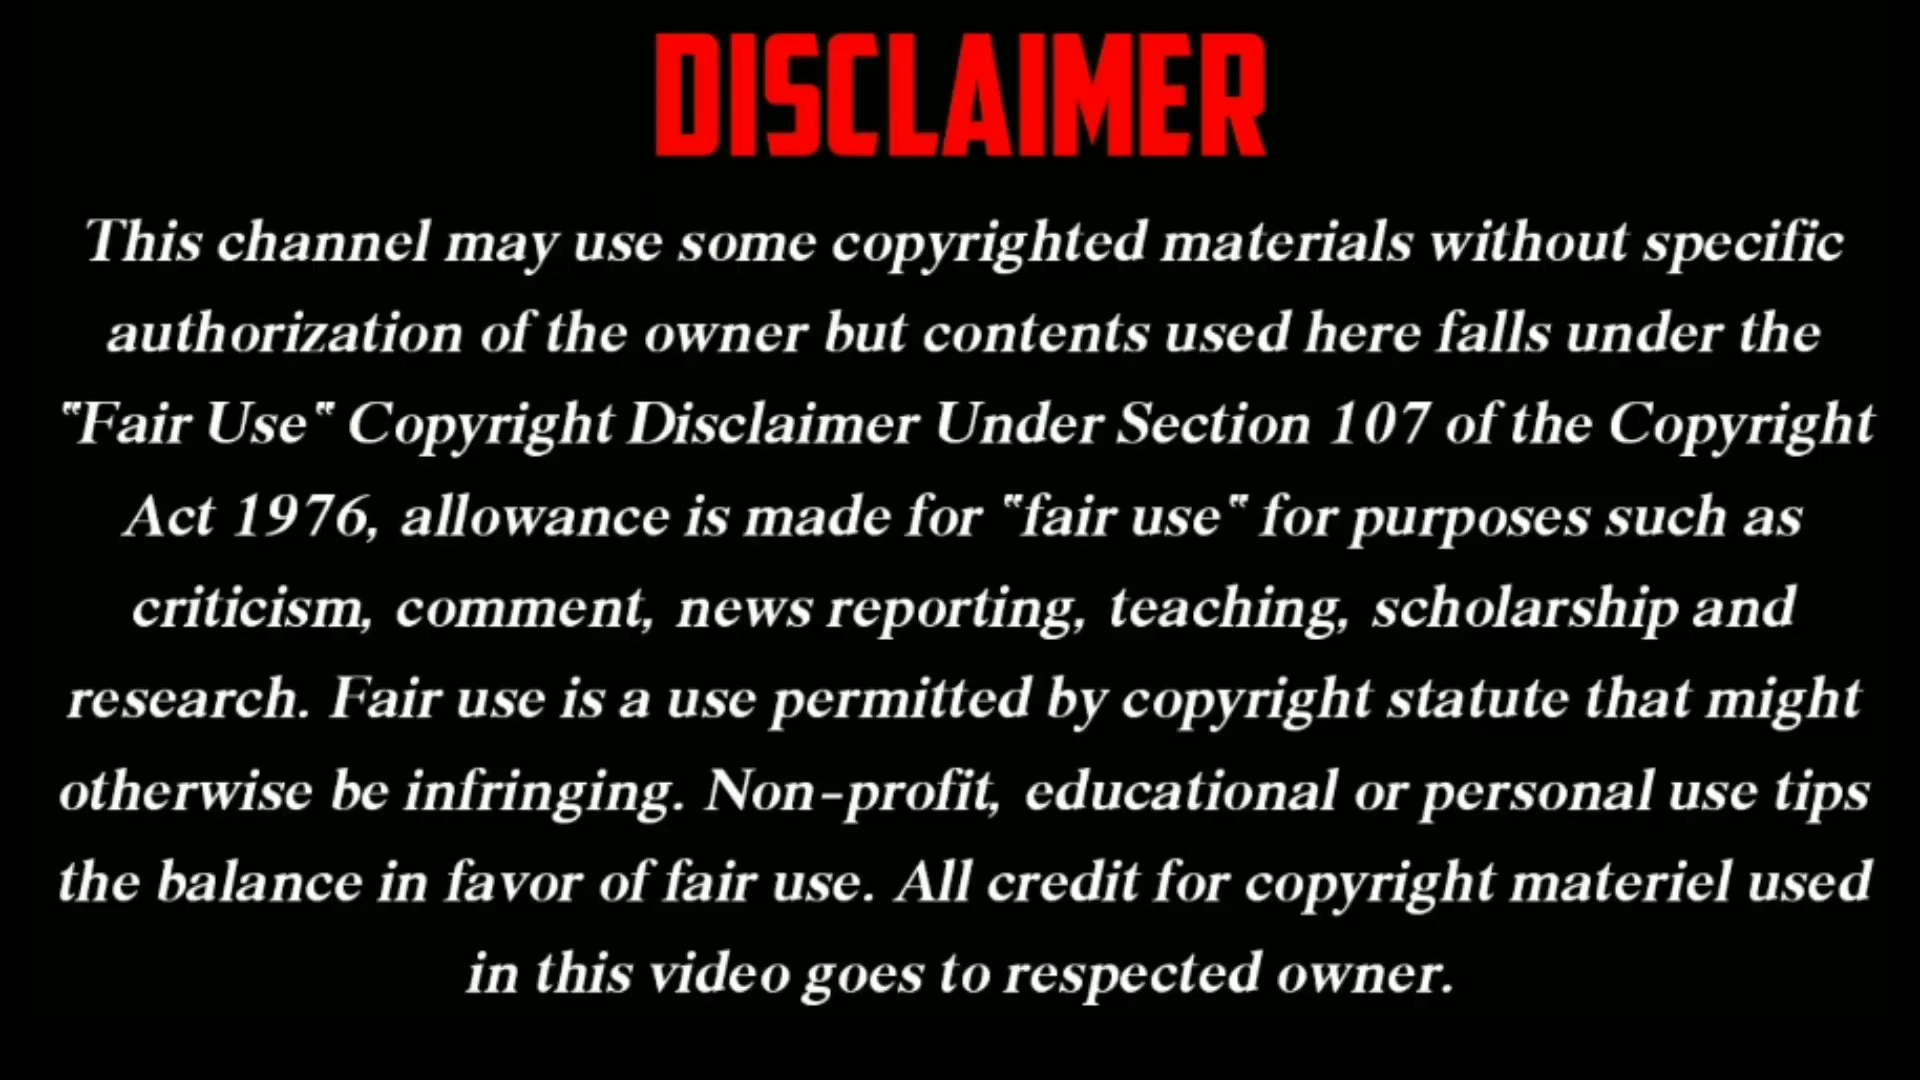 DISCLAIMER
This channel may use some copyrighted materials without specific
authorization of the owner but contents used here falls under the
"Fair Use" Copyright Disclaimer Under Section 107 of the Copyright
Act 1976, allowance is made for "fair use" for purposes such as
criticism, comment, news reporting, teaching, scholarship and
research. Fair use is a use permitted by copyright statute that might
otherwise be infringing. Non-profit, educational or personal use tips
the balance in favor of fair use. All credit for copyright materiel used
in this video goes to respected owner.